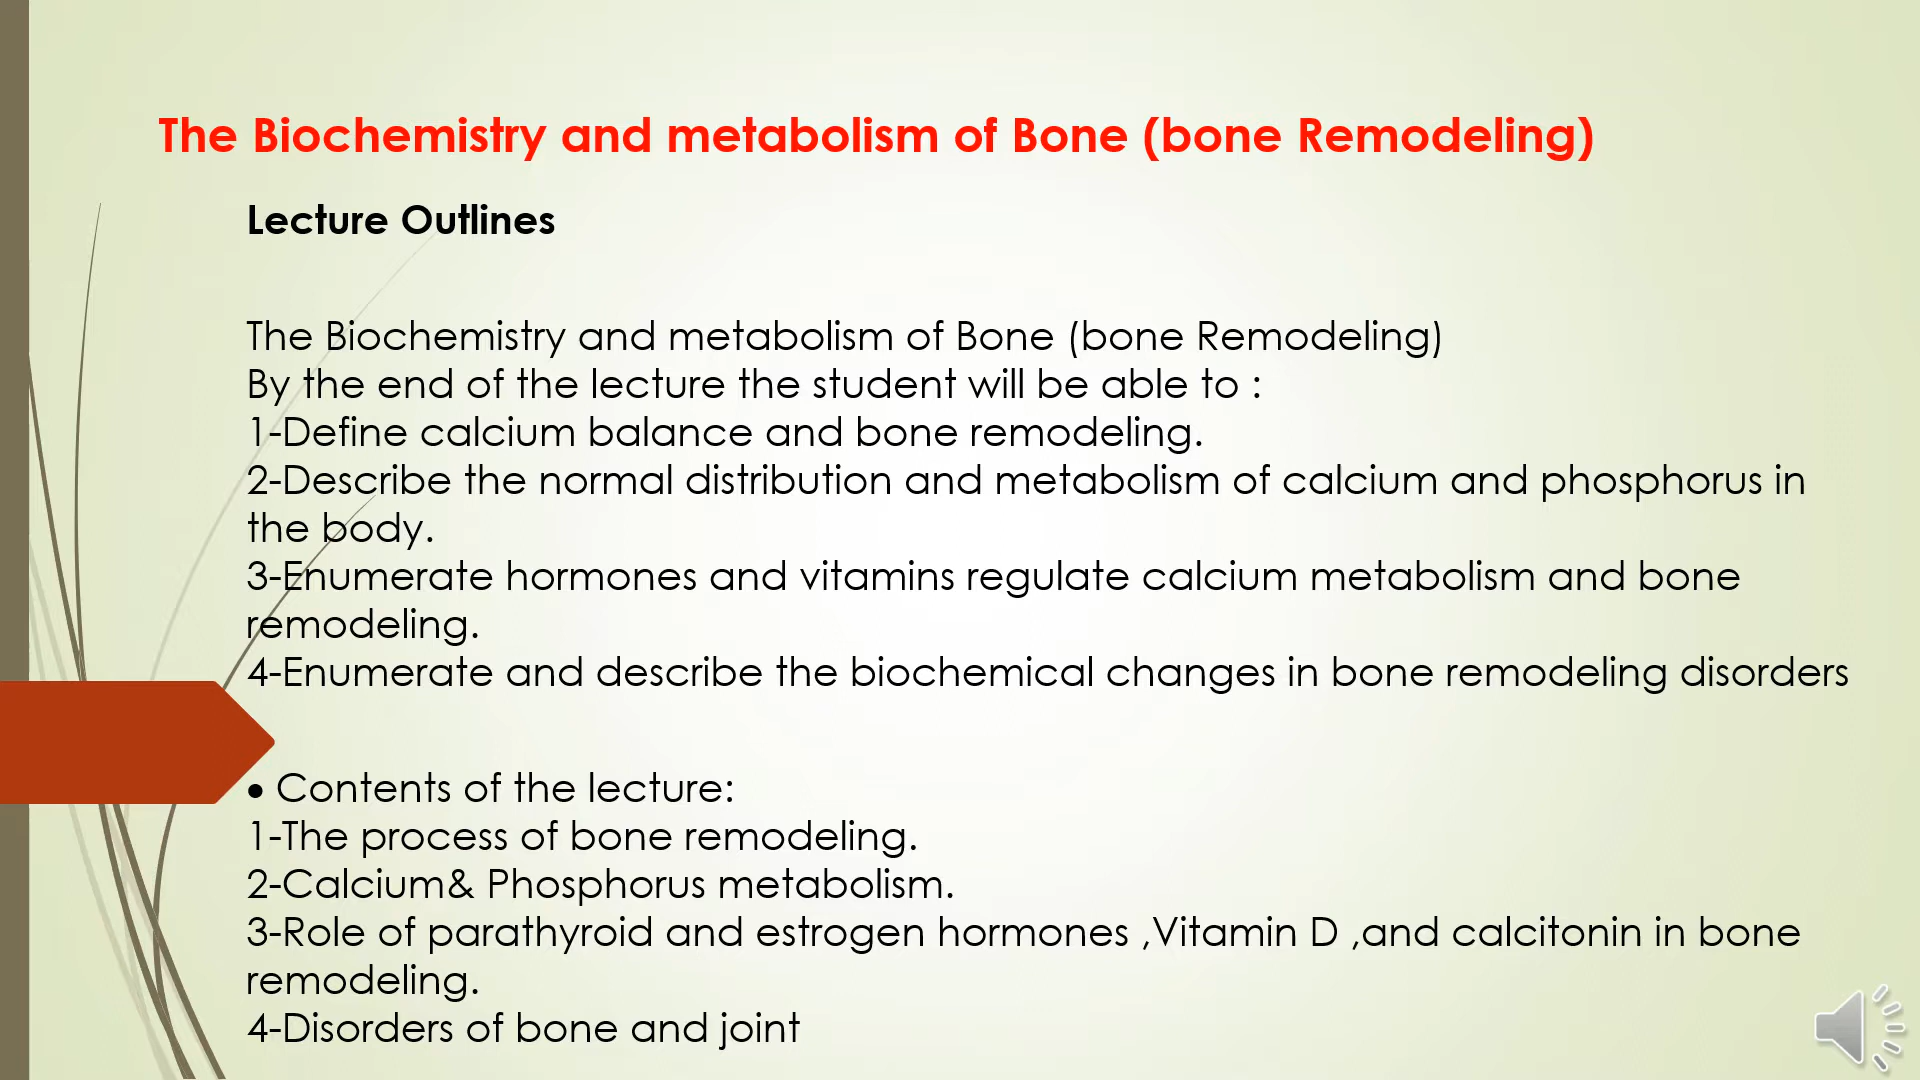 The Biochemistry and metabolism of Bone (bone Remodeling)
Lecture Outlines
The Biochemistry and metabolism of Bone (bone Remodeling)
By the end of the lecture the student will be able to :
1-Define calcium balance and bone remodeling.
2-Describe the normal distribution and metabolism of calcium and phosphorus in
the body.
3-Enumerate hormones and vitamins regulate calcium metabolism and bone
remodeling.
4-Enumerate and describe the biochemical changes in bone remodeling disorders
• Contents of the lecture:
1-The process of bone remodeling.
2-Calcium& Phosphorus metabolism.
3-Role of parathyroid and estrogen hormones ,Vitamin D ,and calcitonin in bone
remodeling.
4-Disorders of bone and joint